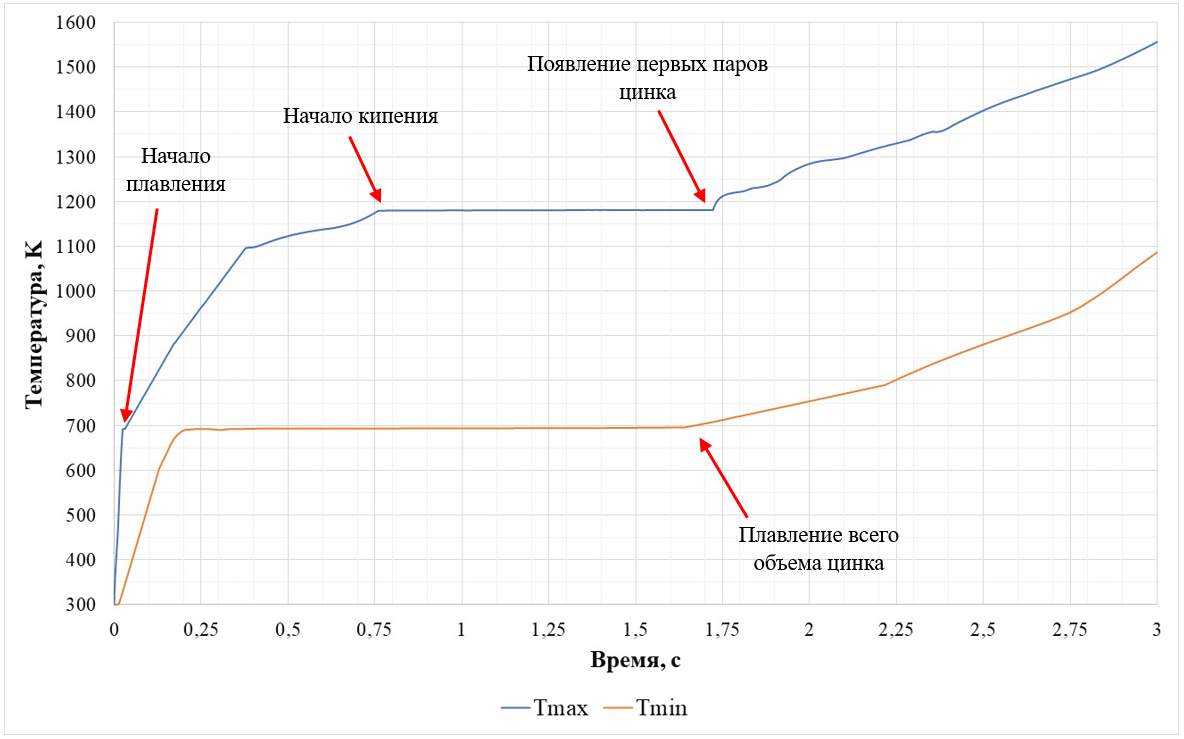 1600
1500
1400
1300
1200
1100
1000
900
800
700
600
500
400
300
Температура, К
Появление первых паров
цинка
Начало кипения
Начало
плавления
Плавление всего
объема цинка
0 0,25 0,5 0,75 1 1,25 1,5 1,75 2 2,25 2,5 2,75 3
Время, с
Tmax Tmin